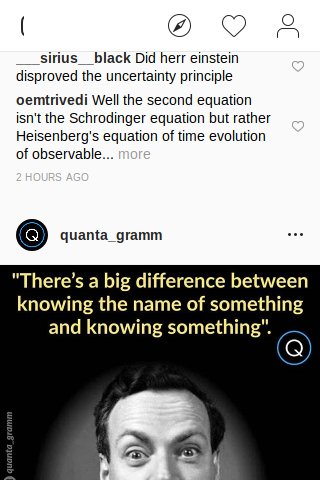 ___sirius__black Did herr einstein
disproved the uncertainty principle
oemtrivedi Well the second equation
isn't the Schrodinger equation but rather
Heisenberg's equation of time evolution
of observable... more
2 HOURS AGO
quanta_gramm
"There's a big difference between
knowing the name of something
and knowing something".
quanta_gramm